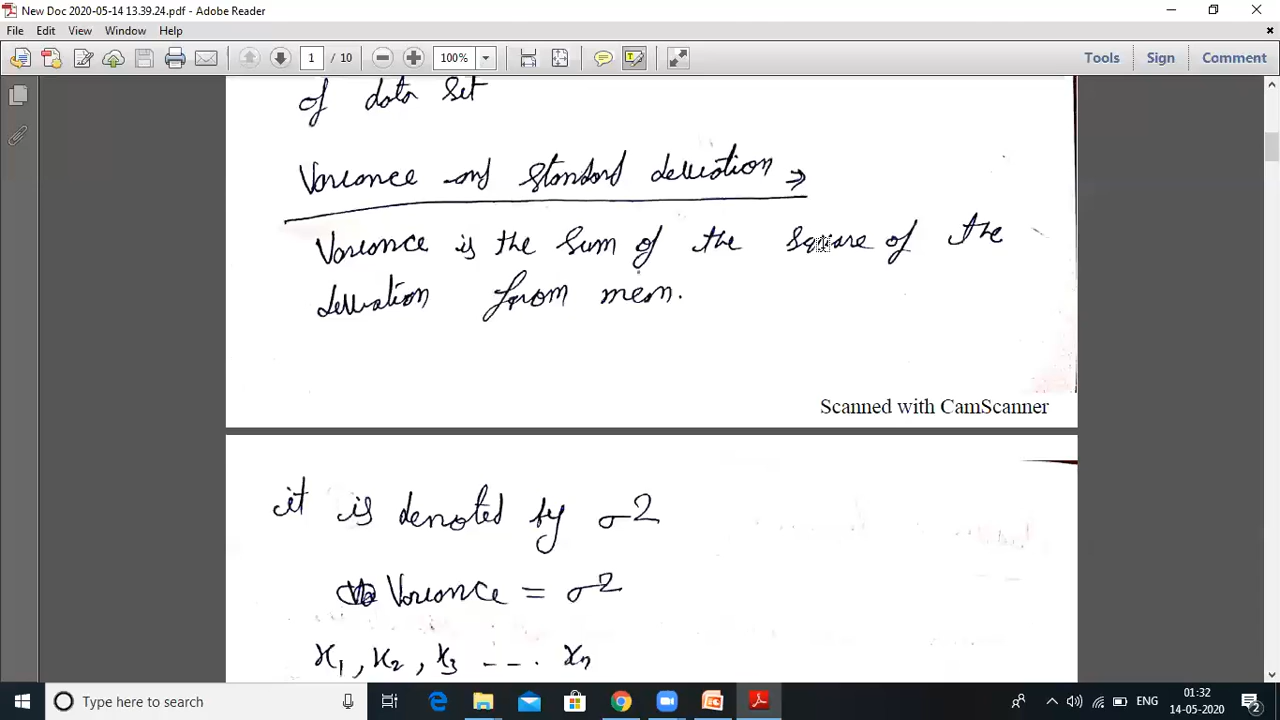 New Doc 2020-05-14 13.39.24.pdf - Adobe Reader
File Edit View Window Help
1 / 10 100% Tools Sign Comment
of data set
Variance and standard deviation ⇒
Variance is the sum of the square of the
deviation from mean.
Scanned with CamScanner
it is denoted by σ2
Variance = σ2
x1, x2, x3 ---. xn
Type here to search
ENG 01:32
14-05-2020 2